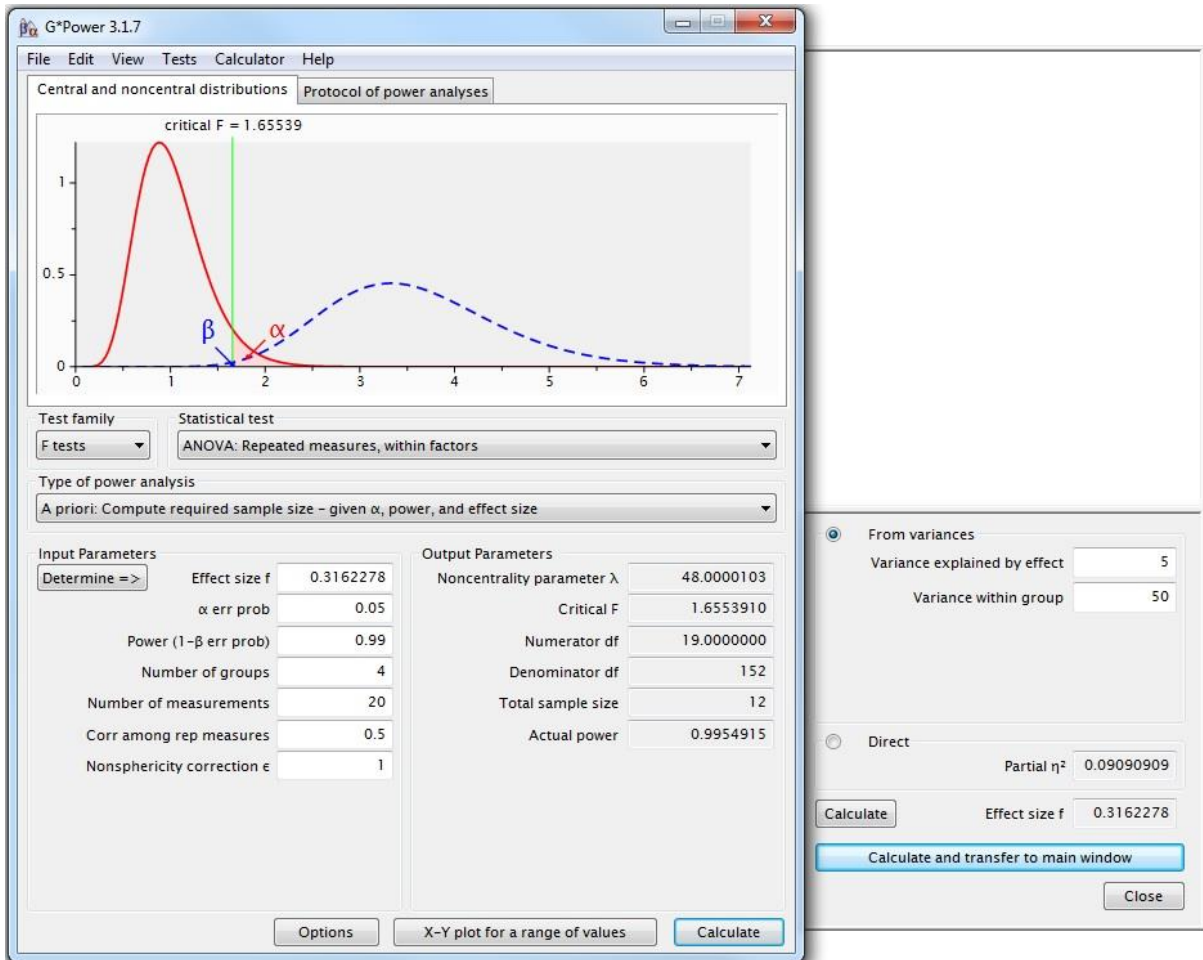 G*Power 3.1.7
File Edit View Tests Calculator Help
Central and noncentral distributions Protocol of power analyses
critical F = 1.65539
1
0.5
0
β α
0 1 2 3 4 5 6 7
Test family Statistical test
F tests ANOVA: Repeated measures, within factors
Type of power analysis
A priori: Compute required sample size – given α, power, and effect size
Input Parameters
Determine => Effect size f 0.3162278
α err prob 0.05
Power (1-β err prob) 0.99
Number of groups 4
Number of measurements 20
Corr among rep measures 0.5
Nonsphericity correction ϵ 1
Output Parameters
Noncentrality parameter λ 48.0000103
Critical F 1.6553910
Numerator df 19.0000000
Denominator df 152
Total sample size 12
Actual power 0.9954915
Options X-Y plot for a range of values Calculate
From variances
Variance explained by effect 5
Variance within group 50
Direct
Partial η² 0.09090909
Calculate Effect size f 0.3162278
Calculate and transfer to main window
Close